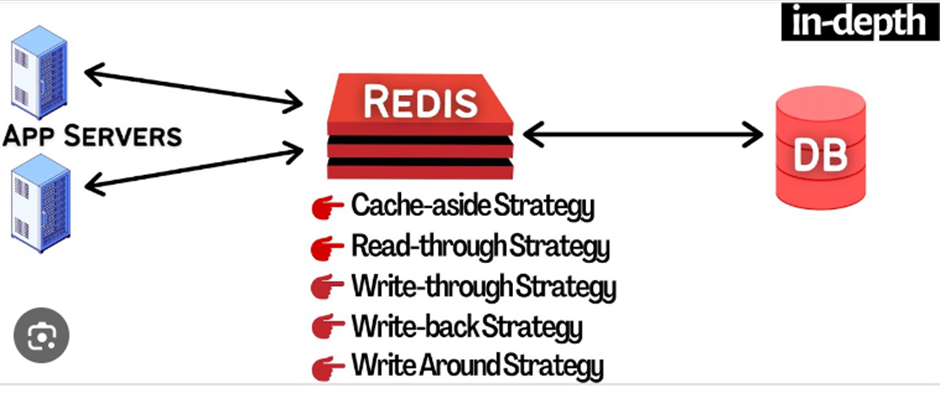 in-depth
REDIS
APP SERVERS
DB
Cache-aside Strategy
Read-through Strategy
Write-through Strategy
Write-back Strategy
Write Around Strategy